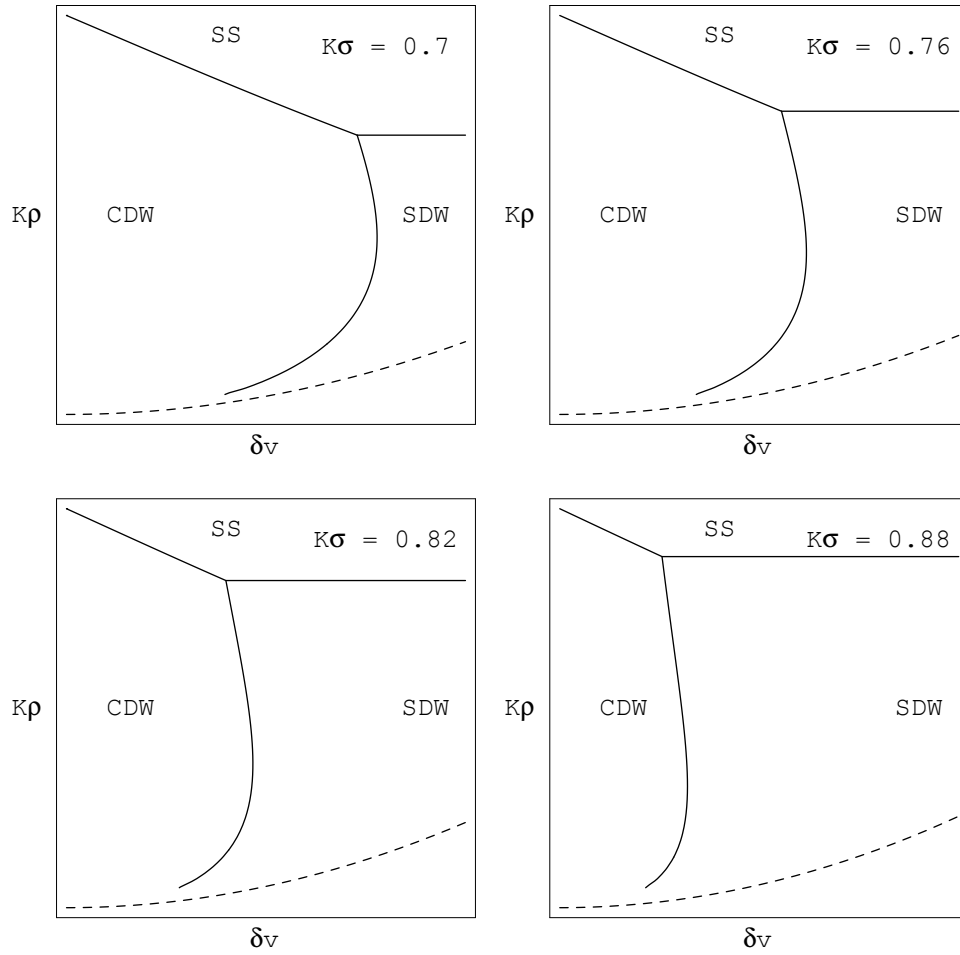 SS
Kσ = 0.7
Kρ
CDW
SDW
δv
SS
Kσ = 0.76
Kρ
CDW
SDW
δv
SS
Kσ = 0.82
Kρ
CDW
SDW
δv
SS
Kσ = 0.88
Kρ
CDW
SDW
δv